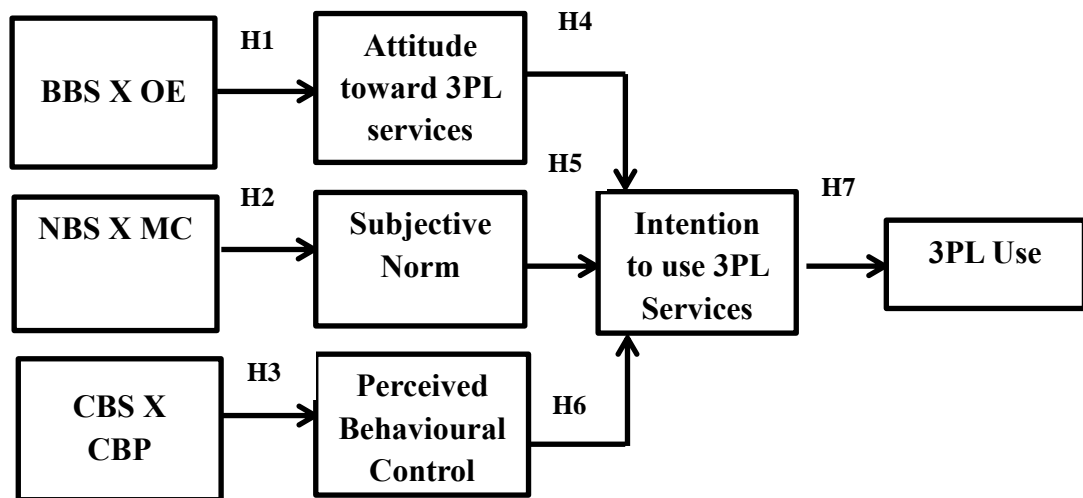 H1
H4
BBS X OE
Attitude
toward 3PL
services
H2
H5
H7
NBS X MC
Subjective
Norm
Intention
to use 3PL
Services
3PL Use
H3
H6
CBS X
CBP
Perceived
Behavioural
Control